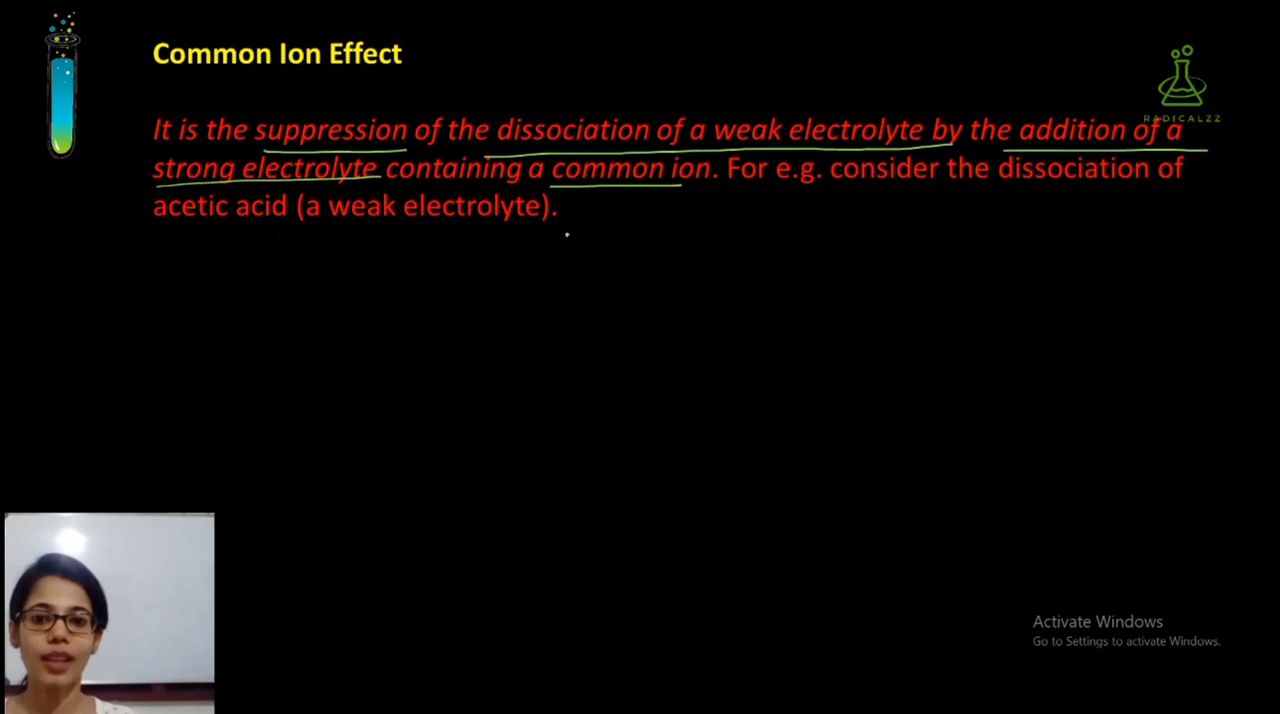 Common Ion Effect
RADICALZZ
It is the suppression of the dissociation of a weak electrolyte by the addition of a
strong electrolyte containing a common ion. For e.g. consider the dissociation of
acetic acid (a weak electrolyte).
Activate Windows
Go to Settings to activate Windows.